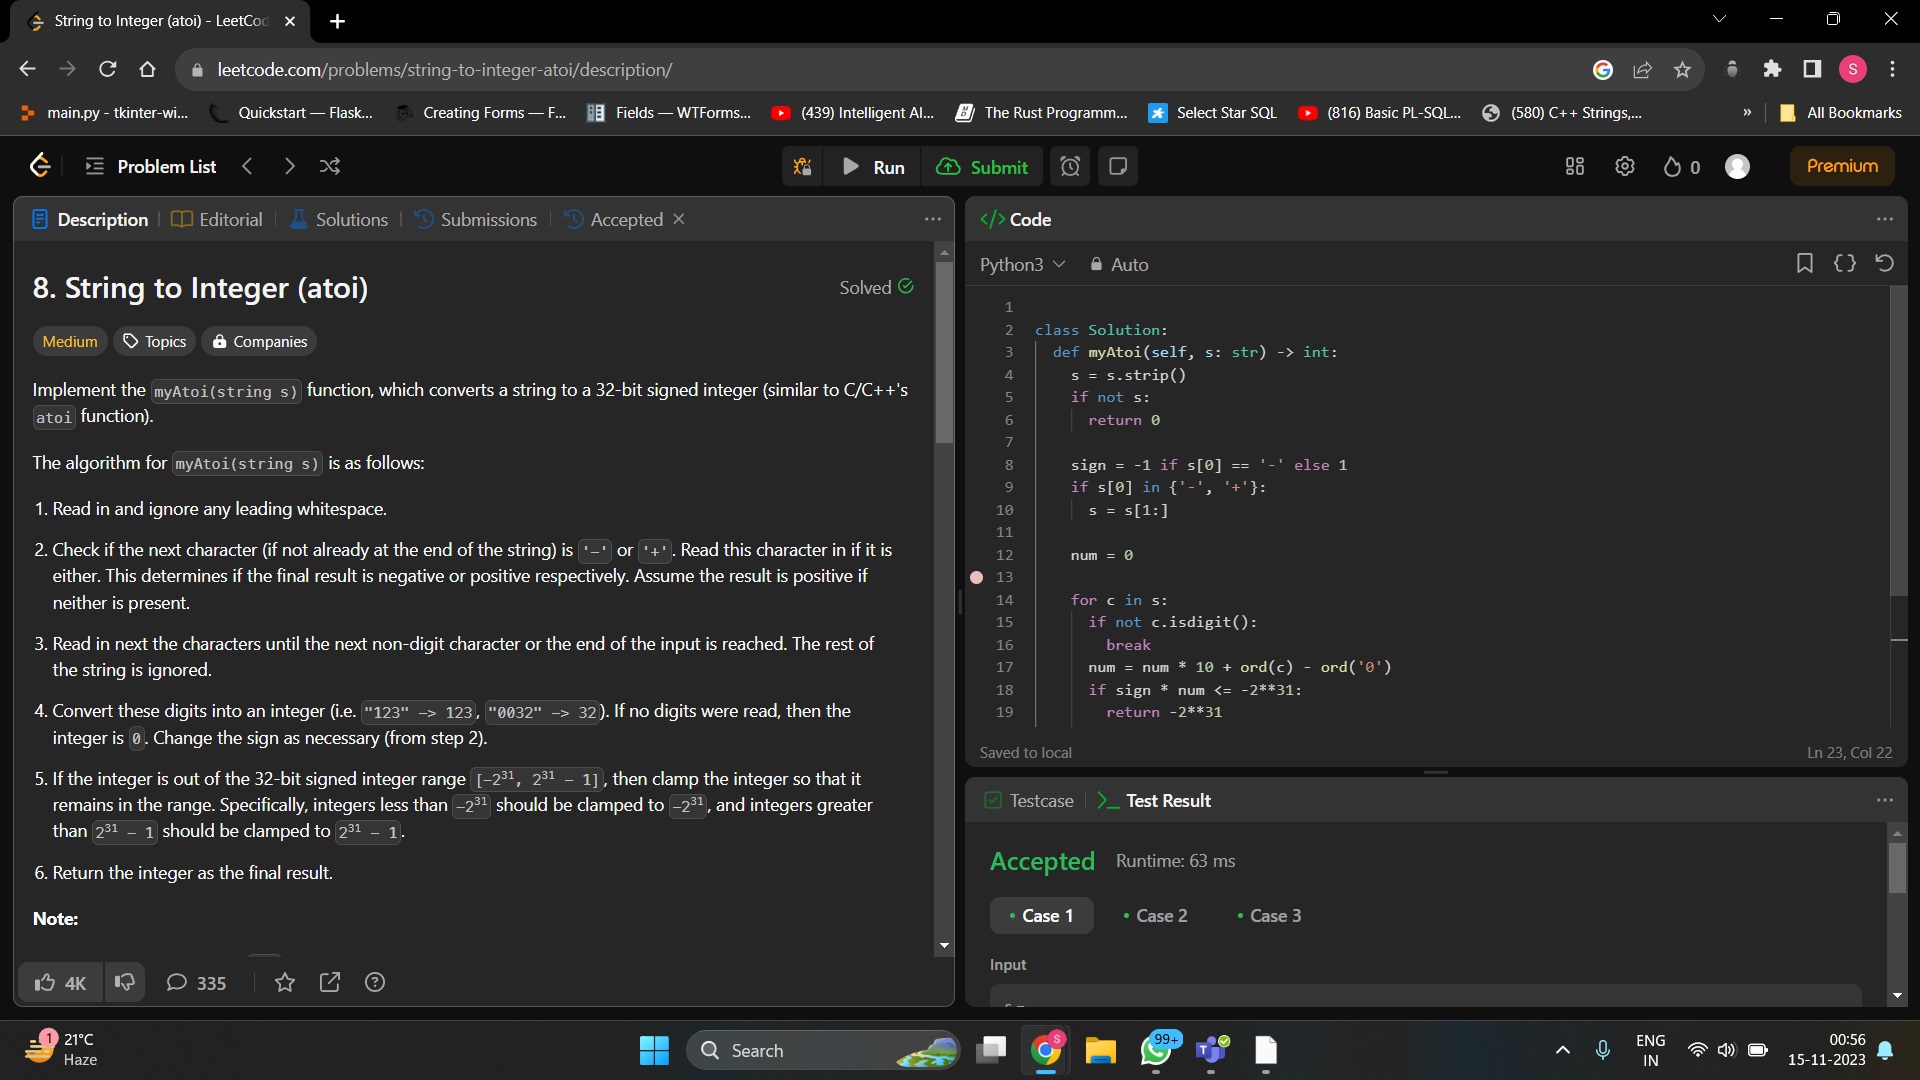 String to Integer (atoi) - LeetCod
leetcode.com/problems/string-to-integer-atoi/description/
S
main.py - tkinter-wi...
Quickstart — Flask...
Creating Forms — F...
Fields — WTForms...
(439) Intelligent AI...
The Rust Programm...
Select Star SQL
(816) Basic PL-SQL...
(580) C++ Strings,...
»
All Bookmarks
Problem List
Run
Submit
0
Premium
Description
Editorial
Solutions
Submissions
Accepted
8. String to Integer (atoi)
Solved
Medium
Topics
Companies
Implement the myAtoi(string s) function, which converts a string to a 32-bit signed integer (similar to C/C++'s
atoi function).
The algorithm for myAtoi(string s) is as follows:
1. Read in and ignore any leading whitespace.
2. Check if the next character (if not already at the end of the string) is '-' or '+'. Read this character in if it is
either. This determines if the final result is negative or positive respectively. Assume the result is positive if
neither is present.
3. Read in next the characters until the next non-digit character or the end of the input is reached. The rest of
the string is ignored.
4. Convert these digits into an integer (i.e. "123" -> 123, "0032" -> 32). If no digits were read, then the
integer is 0. Change the sign as necessary (from step 2).
5. If the integer is out of the 32-bit signed integer range [-2³¹, 2³¹ - 1], then clamp the integer so that it
remains in the range. Specifically, integers less than -2³¹ should be clamped to -2³¹, and integers greater
than 2³¹ - 1 should be clamped to 2³¹ - 1.
6. Return the integer as the final result.
Note:
4K
335
</> Code
Python3
Auto
1
2 class Solution:
3 def myAtoi(self, s: str) -> int:
4 s = s.strip()
5 if not s:
6 return 0
7
8 sign = -1 if s[0] == '-' else 1
9 if s[0] in {'-', '+'}:
10 s = s[1:]
11
12 num = 0
13
14 for c in s:
15 if not c.isdigit():
16 break
17 num = num * 10 + ord(c) - ord('0')
18 if sign * num <= -2**31:
19 return -2**31
Saved to local
Ln 23, Col 22
Testcase
Test Result
Accepted
Runtime: 63 ms
Case 1
Case 2
Case 3
Input
1
21°C
Haze
Search
S
99+
ENG
IN
00:56
15-11-2023